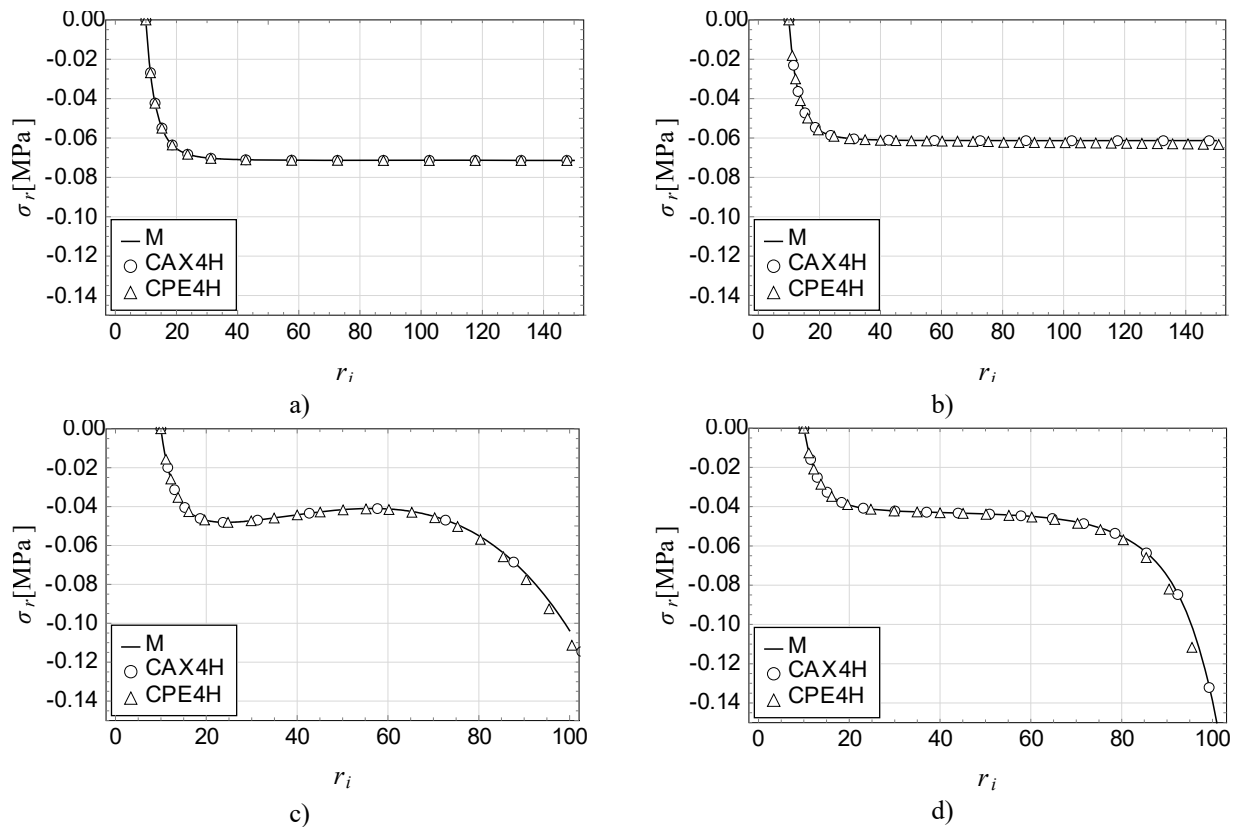 0.00
-0.02
-0.04
-0.06
-0.08
-0.10
-0.12
-0.14
σr[MPa]
M
CAX4H
CPE4H
0 20 40 60 80 100 120 140
ri
a)
0.00
-0.02
-0.04
-0.06
-0.08
-0.10
-0.12
-0.14
σr[MPa]
M
CAX4H
CPE4H
0 20 40 60 80 100 120 140
ri
b)
0.00
-0.02
-0.04
-0.06
-0.08
-0.10
-0.12
-0.14
σr[MPa]
M
CAX4H
CPE4H
0 20 40 60 80 100
ri
c)
0.00
-0.02
-0.04
-0.06
-0.08
-0.10
-0.12
-0.14
σr[MPa]
M
CAX4H
CPE4H
0 20 40 60 80 100
ri
d)